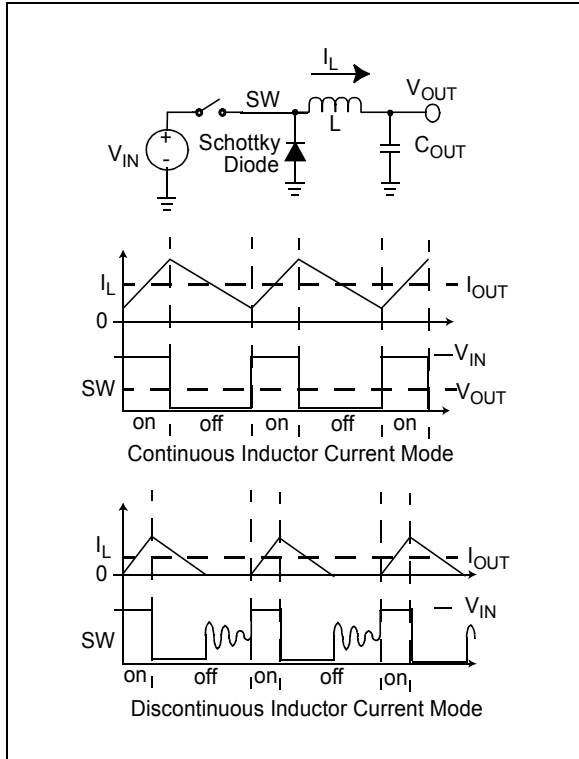 I_L
SW
V_OUT
L
V_IN
+
-
Schottky
Diode
C_OUT
I_L
I_OUT
0
V_IN
SW
V_OUT
on off on off on
Continuous Inductor Current Mode
I_L
I_OUT
0
V_IN
SW
on off on off on
Discontinuous Inductor Current Mode